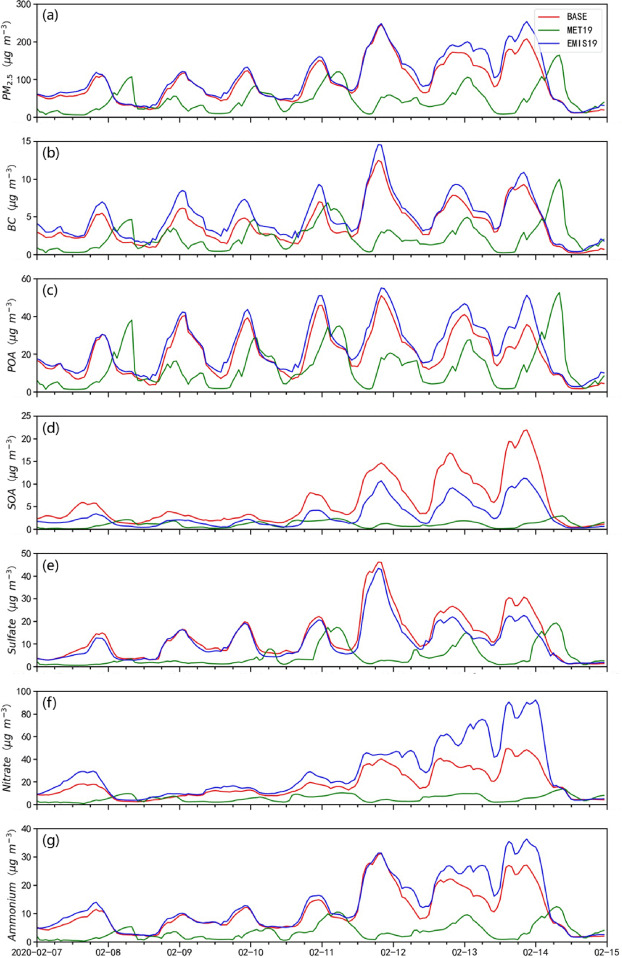 (a)
BASE
MET19
EMIS19
300
200
100
0
PM2.5 (μg m−3)
(b)
15
10
5
0
BC (μg m−3)
(c)
60
40
20
0
POA (μg m−3)
(d)
25
20
15
10
5
0
SOA (μg m−3)
(e)
50
40
30
20
10
0
Sulfate (μg m−3)
(f)
100
80
60
40
20
0
Nitrate (μg m−3)
(g)
40
30
20
10
0
Ammonium (μg m−3)
2020-02-07 02-08 02-09 02-10 02-11 02-12 02-13 02-14 02-15